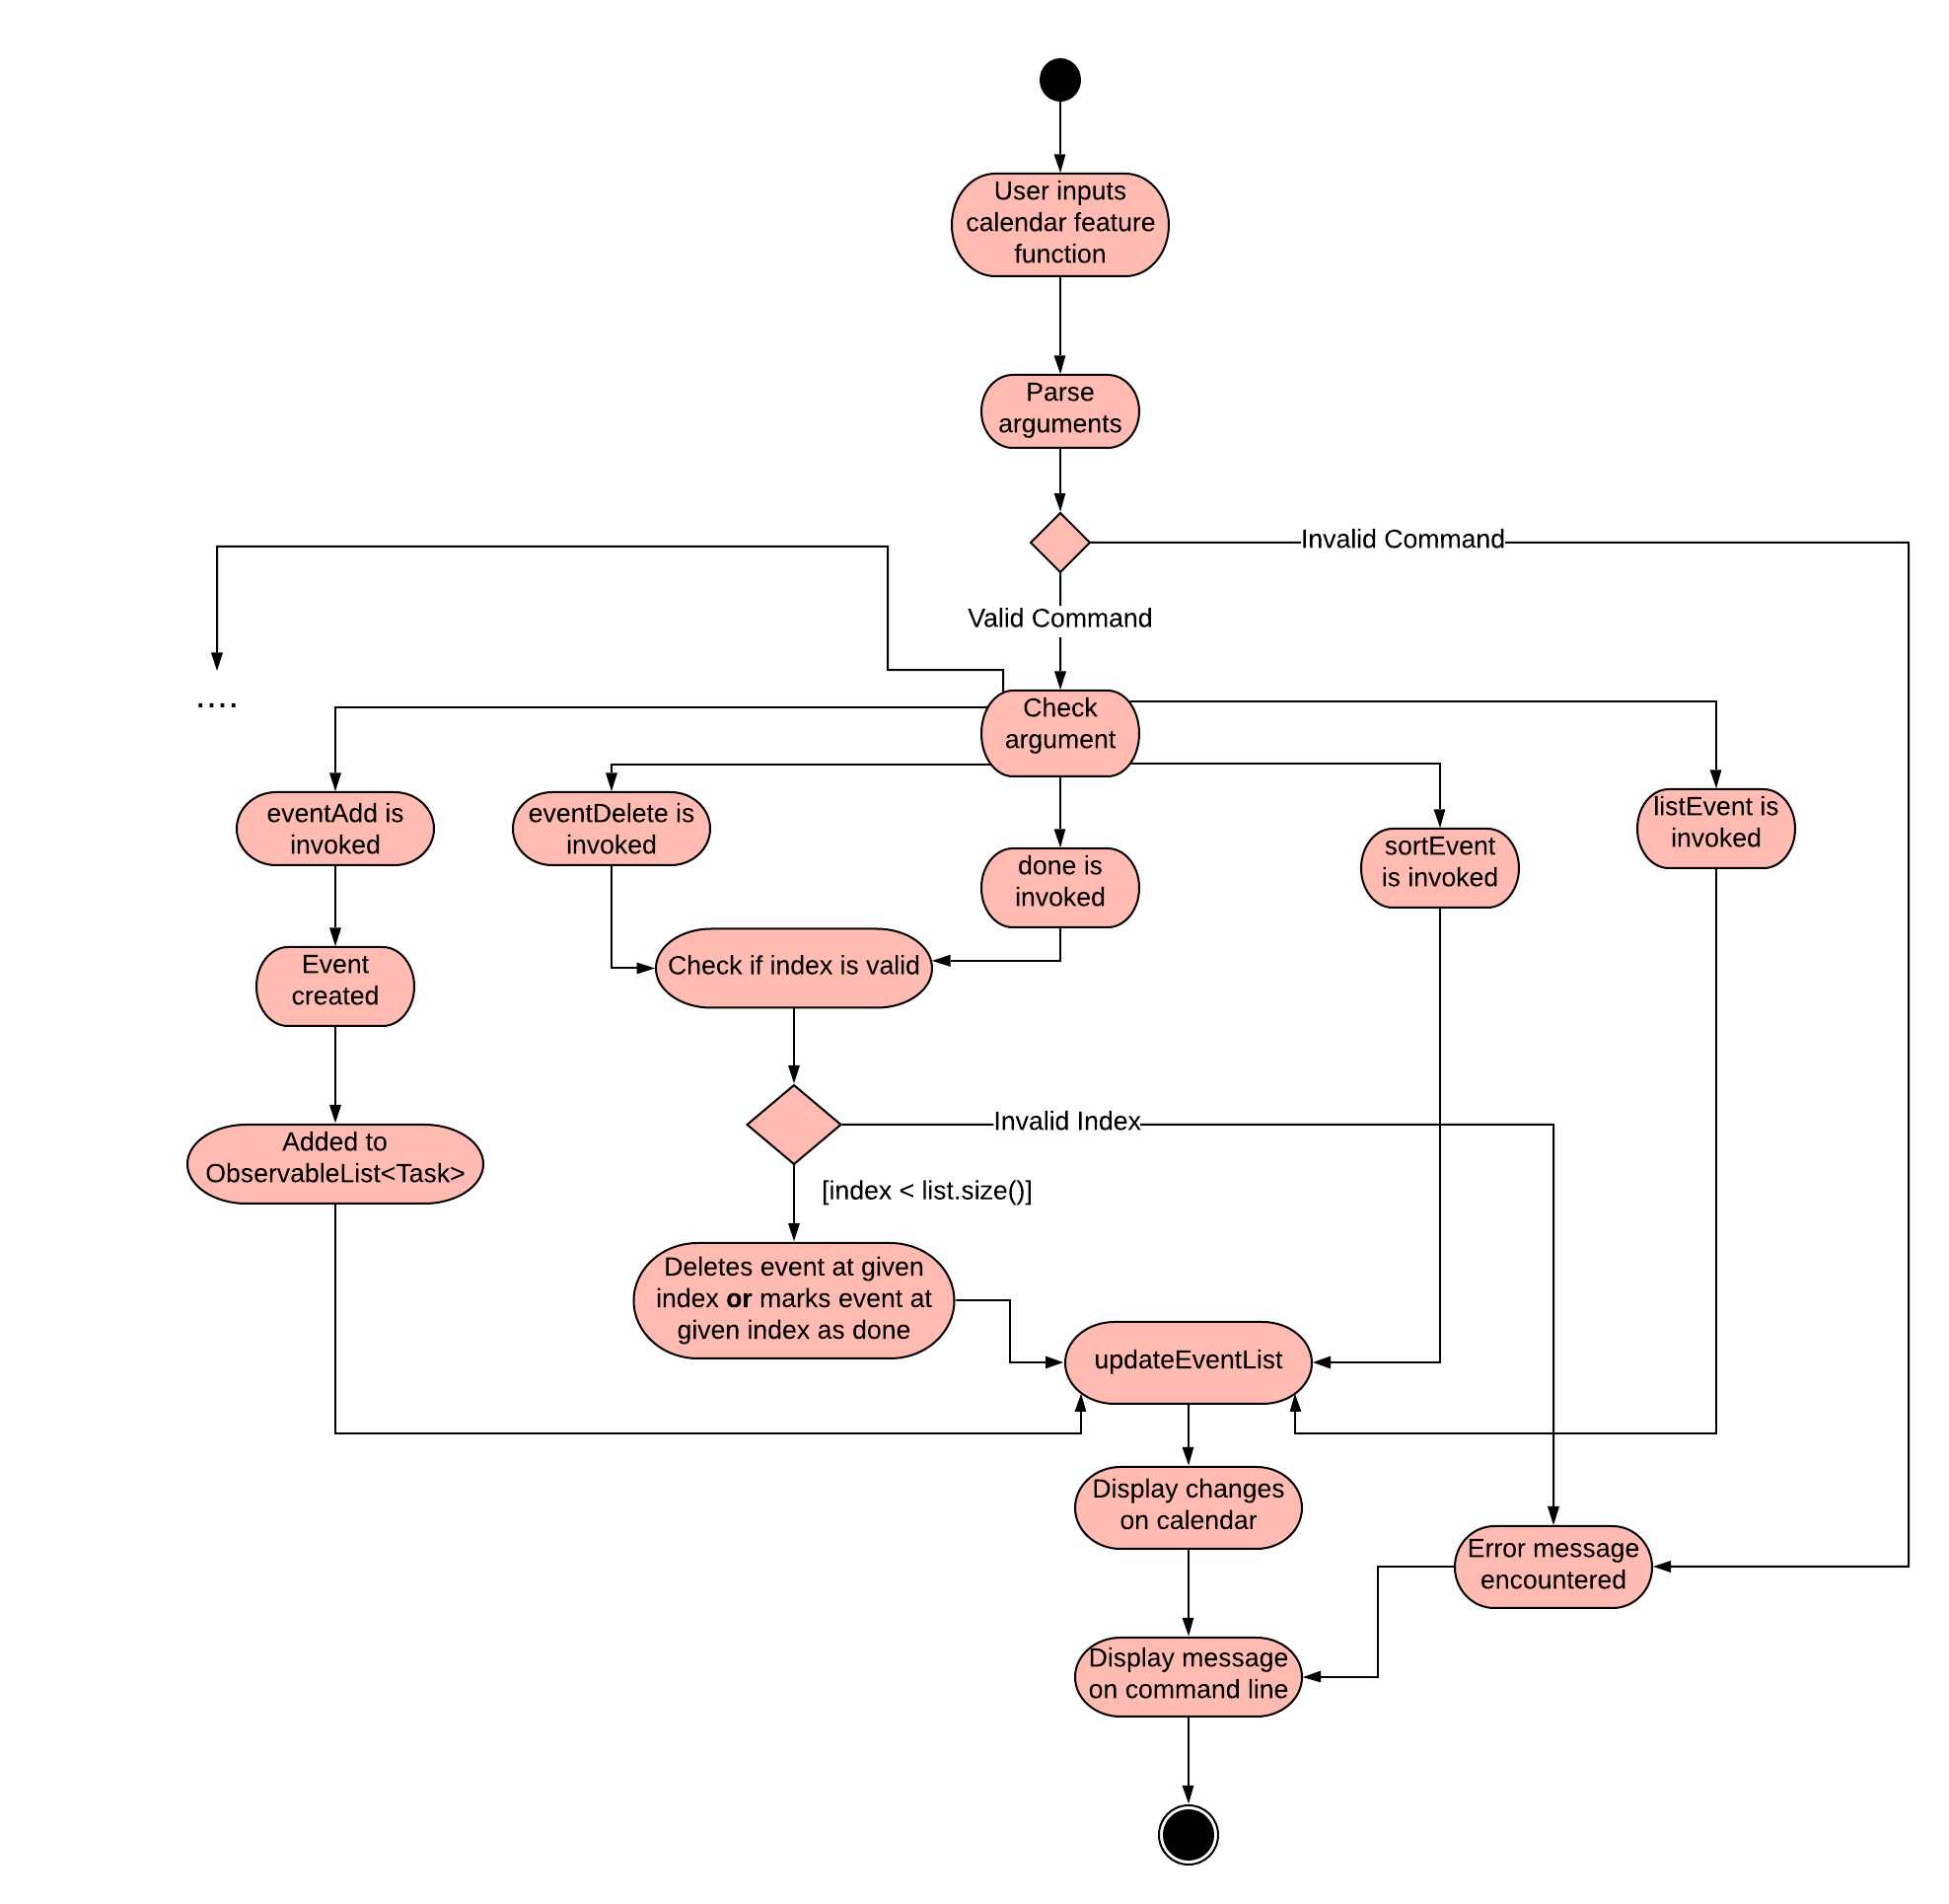 User inputs
calendar feature
function
Parse
arguments
Invalid Command
Valid Command
....
Check
argument
eventAdd is
invoked
eventDelete is
invoked
done is
invoked
sortEvent
is invoked
listEvent is
invoked
Event
created
Check if index is valid
Added to
ObservableList<Task>
Invalid Index
[index < list.size()]
Deletes event at given
index or marks event at
given index as done
updateEventList
Display changes
on calendar
Error message
encountered
Display message
on command line